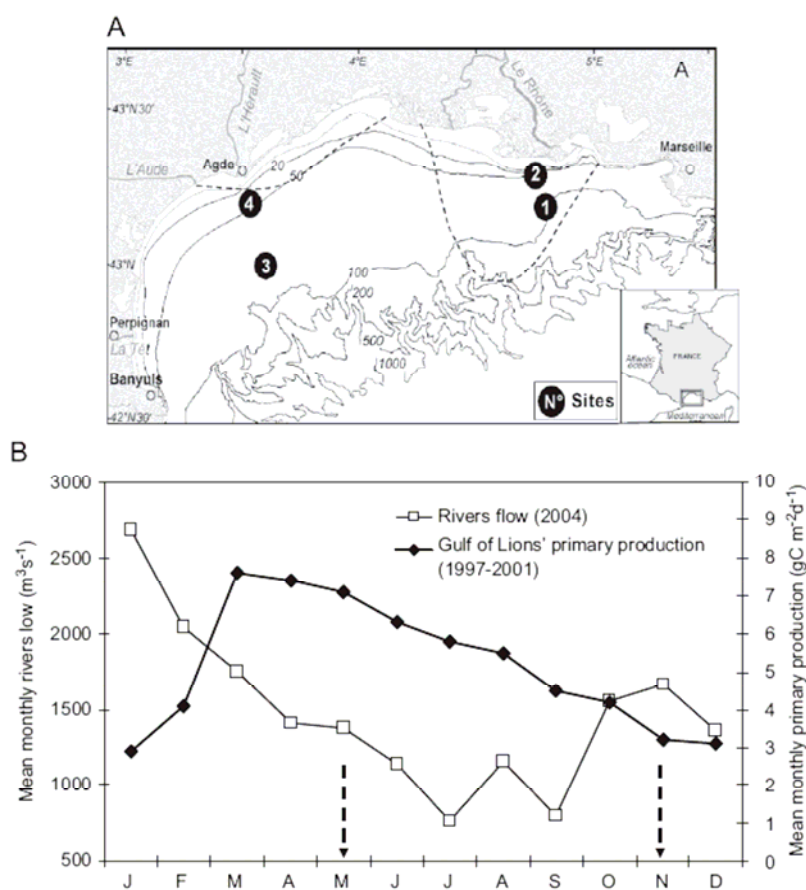 A
3°E
4°E
5°E
A
43°N30'
L'Hérault
Le Rhône
Marseille
Agde
20
50
L'Aude
2
1
4
3
43°N
100
200
500
1000
Perpignan
La Têt
Banyuls
42°N30'
N° Sites
FRANCE
Atlantic
océan
Mediterranean
B
3000
2500
2000
1500
1000
500
Mean monthly rivers low (m³s⁻¹)
Rivers flow (2004)
Gulf of Lions' primary production
(1997-2001)
10
9
8
7
6
5
4
3
2
1
0
Mean monthly primary production (gC m⁻²d⁻¹)
J F M A M J J A S O N D